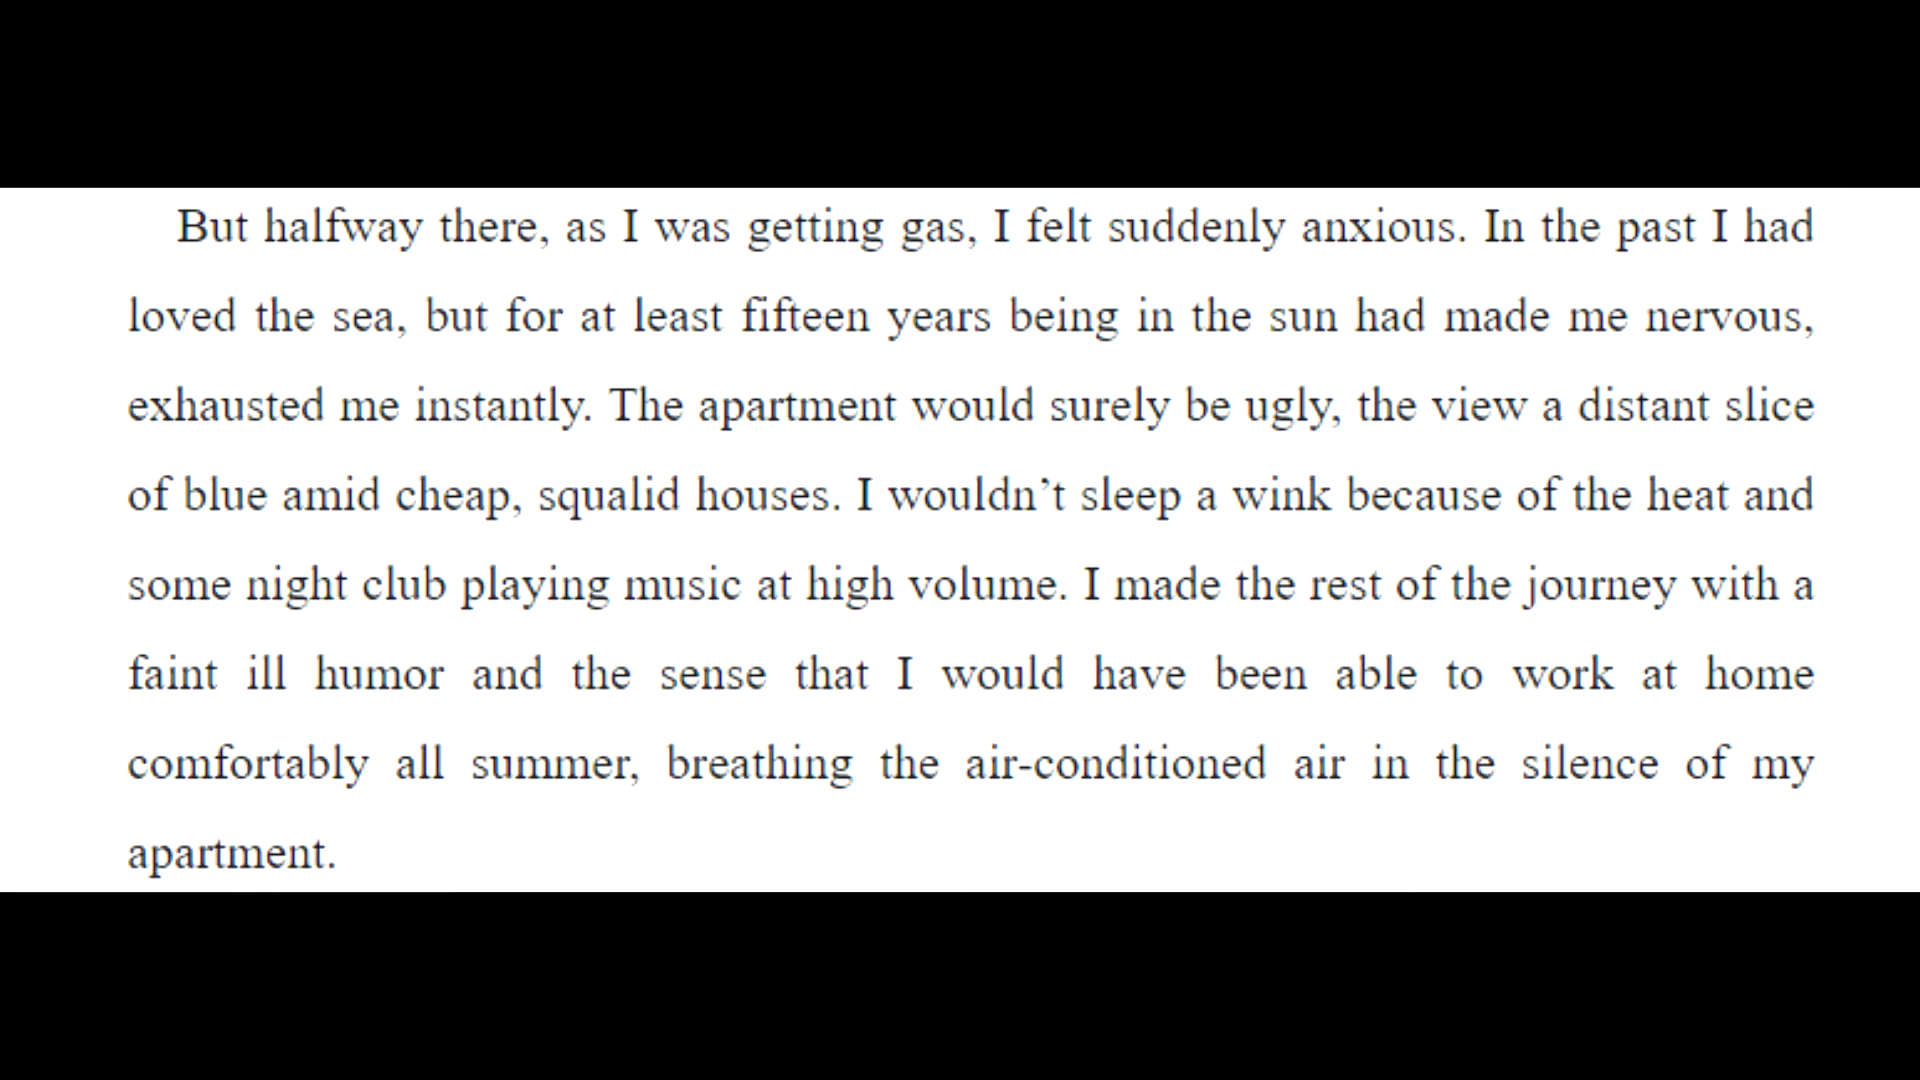 But halfway there, as I was getting gas, I felt suddenly anxious. In the past I had
loved the sea, but for at least fifteen years being in the sun had made me nervous,
exhausted me instantly. The apartment would surely be ugly, the view a distant slice
of blue amid cheap, squalid houses. I wouldn’t sleep a wink because of the heat and
some night club playing music at high volume. I made the rest of the journey with a
faint ill humor and the sense that I would have been able to work at home
comfortably all summer, breathing the air-conditioned air in the silence of my
apartment.